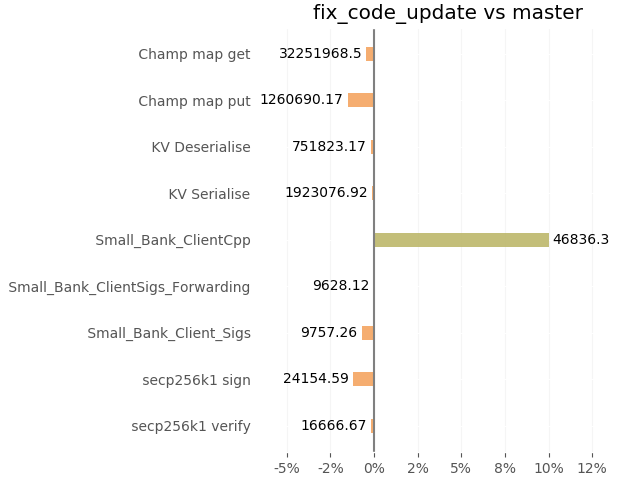 fix_code_update vs master
Champ map get 32251968.5
Champ map put 1260690.17
KV Deserialise 751823.17
KV Serialise 1923076.92
Small_Bank_ClientCpp 46836.3
Small_Bank_ClientSigs_Forwarding 9628.12
Small_Bank_Client_Sigs 9757.26
secp256k1 sign 24154.59
secp256k1 verify 16666.67
-5% -2% 0% 2% 5% 7% 10% 12%